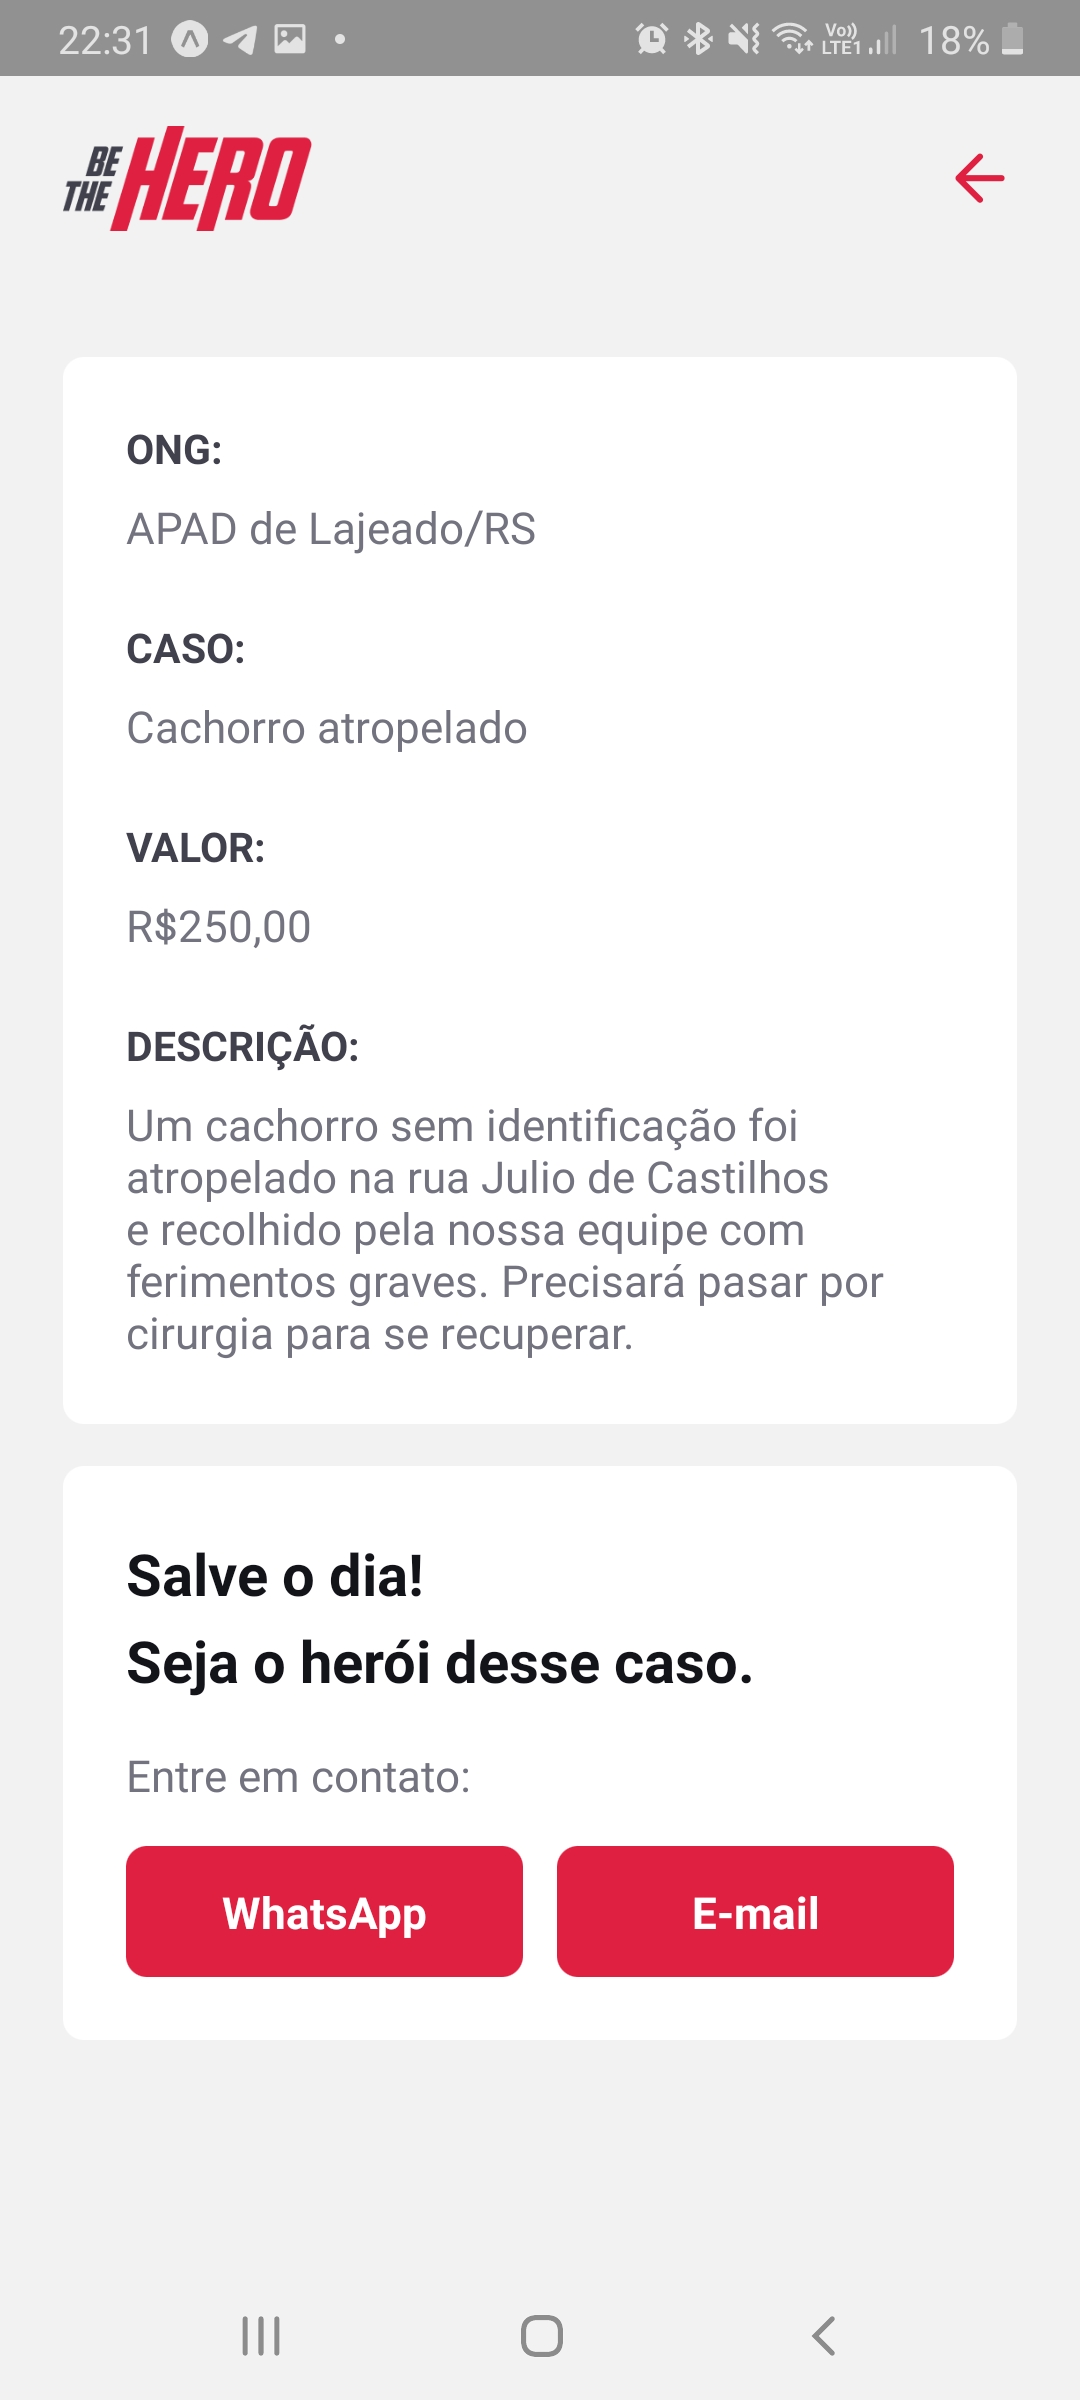 22:31
Vo)) LTE1
18%
BE THE HERO
ONG:
APAD de Lajeado/RS
CASO:
Cachorro atropelado
VALOR:
R$250,00
DESCRIÇÃO:
Um cachorro sem identificação foi
atropelado na rua Julio de Castilhos
e recolhido pela nossa equipe com
ferimentos graves. Precisará pasar por
cirurgia para se recuperar.
Salve o dia!
Seja o herói desse caso.
Entre em contato:
WhatsApp
E-mail